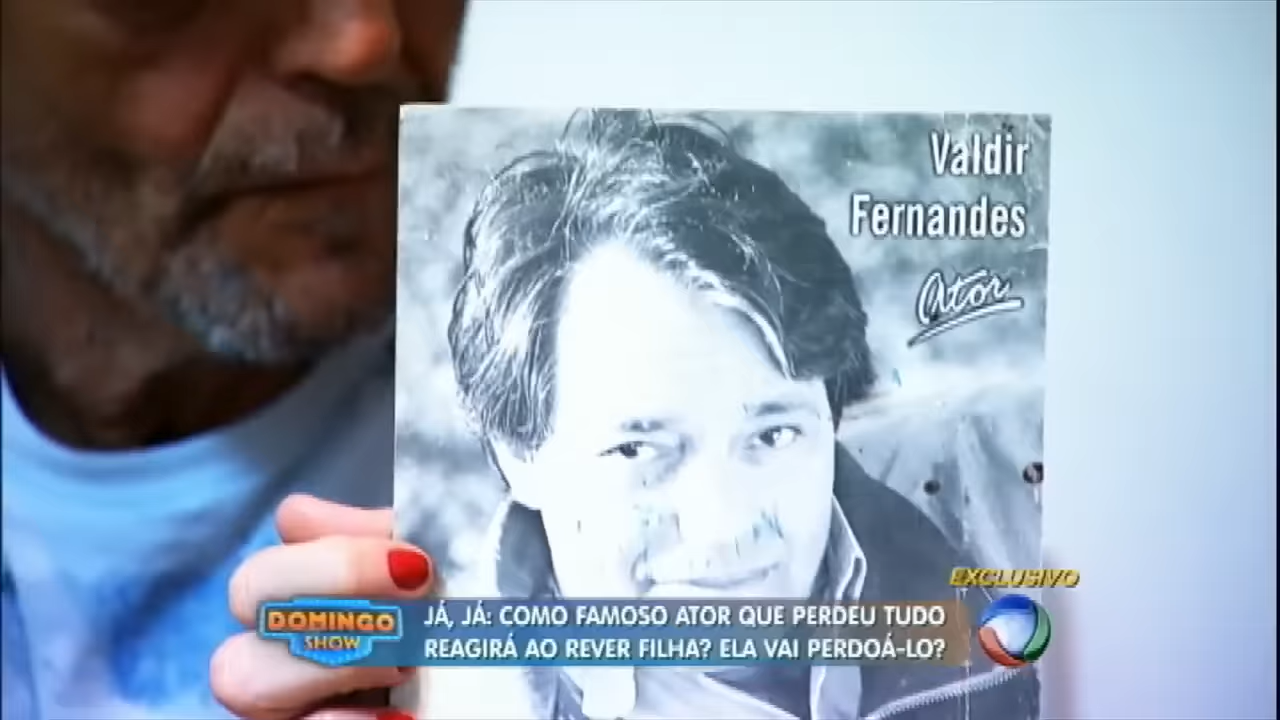 Valdir
Fernandes
Ator
EXCLUSIVO
DOMINGO
SHOW
JÁ, JÁ: COMO FAMOSO ATOR QUE PERDEU TUDO
REAGIRÁ AO REVER FILHA? ELA VAI PERDOÁ-LO?